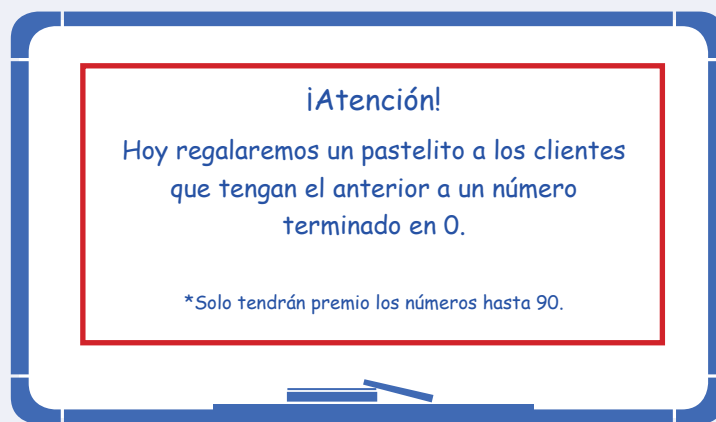 ¡Atención!
Hoy regalaremos un pastelito a los clientes
que tengan el anterior a un número
terminado en 0.
*Solo tendrán premio los números hasta 90.